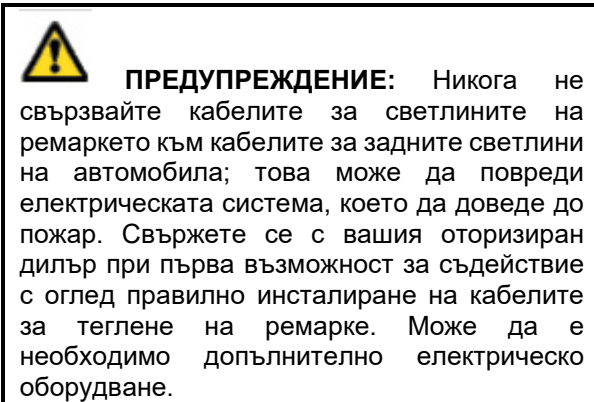 ПРЕДУПРЕЖДЕНИЕ: Никога не
свързвайте кабелите за светлините на
ремаркето към кабелите за задните светлини
на автомобила; това може да повреди
електрическата система, което да доведе до
пожар. Свържете се с вашия оторизиран
дилър при първа възможност за съдействие
с оглед правилно инсталиране на кабелите
за теглене на ремарке. Може да е
необходимо допълнително електрическо
оборудване.